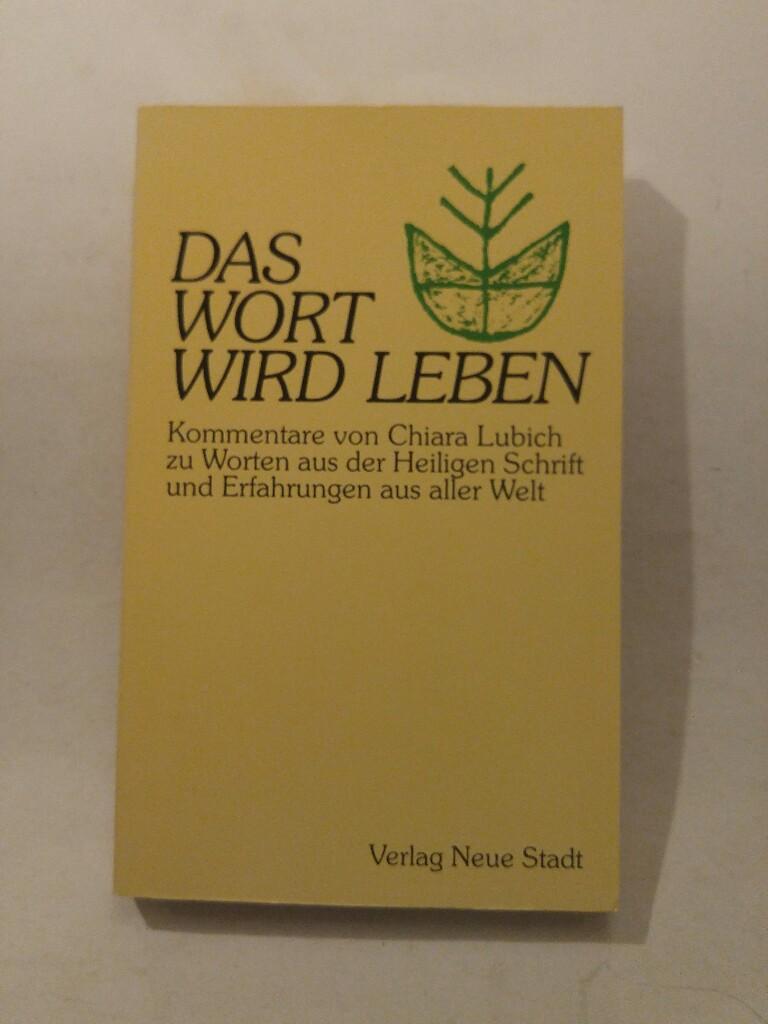 DAS
WORT
WIRD LEBEN
Kommentare von Chiara Lubich
zu Worten aus der Heiligen Schrift
und Erfahrungen aus aller Welt
Verlag Neue Stadt